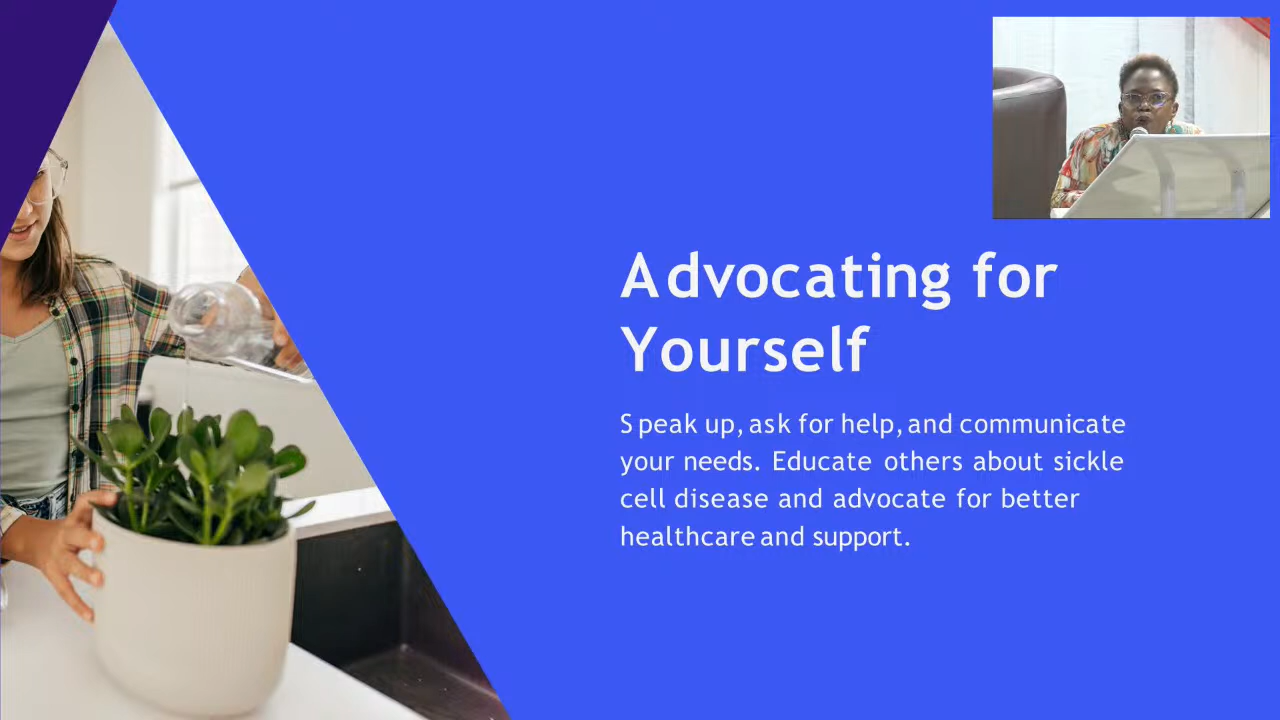 Advocating for
Yourself
Speak up, ask for help, and communicate
your needs. Educate others about sickle
cell disease and advocate for better
healthcare and support.